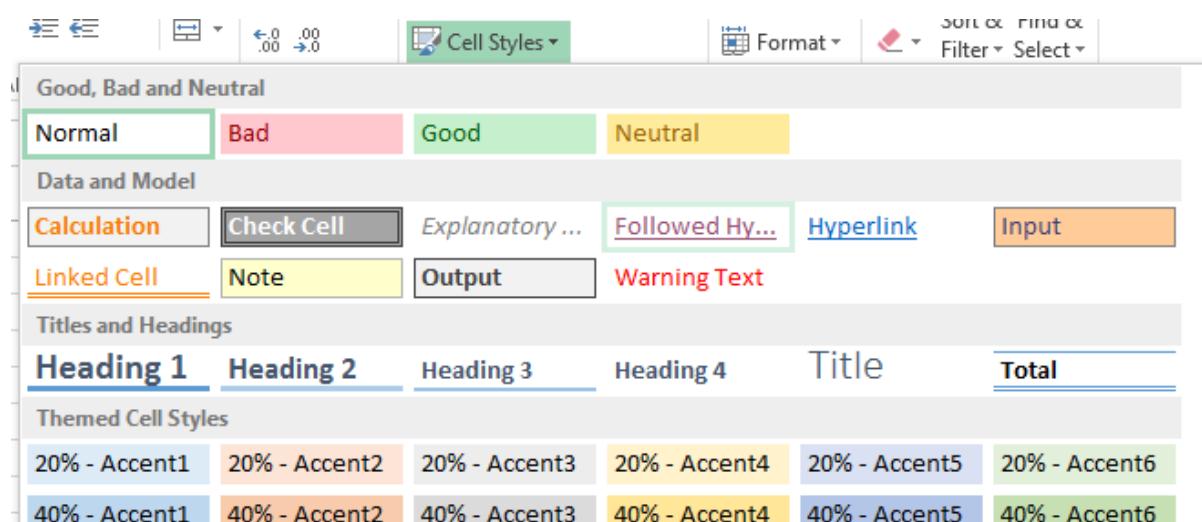 Sort & Find &
Cell Styles Format Filter Select
Good, Bad and Neutral
Normal Bad Good Neutral
Data and Model
Calculation Check Cell Explanatory ... Followed Hy... Hyperlink Input
Linked Cell Note Output Warning Text
Titles and Headings
Heading 1 Heading 2 Heading 3 Heading 4 Title Total
Themed Cell Styles
20% - Accent1 20% - Accent2 20% - Accent3 20% - Accent4 20% - Accent5 20% - Accent6
40% - Accent1 40% - Accent2 40% - Accent3 40% - Accent4 40% - Accent5 40% - Accent6